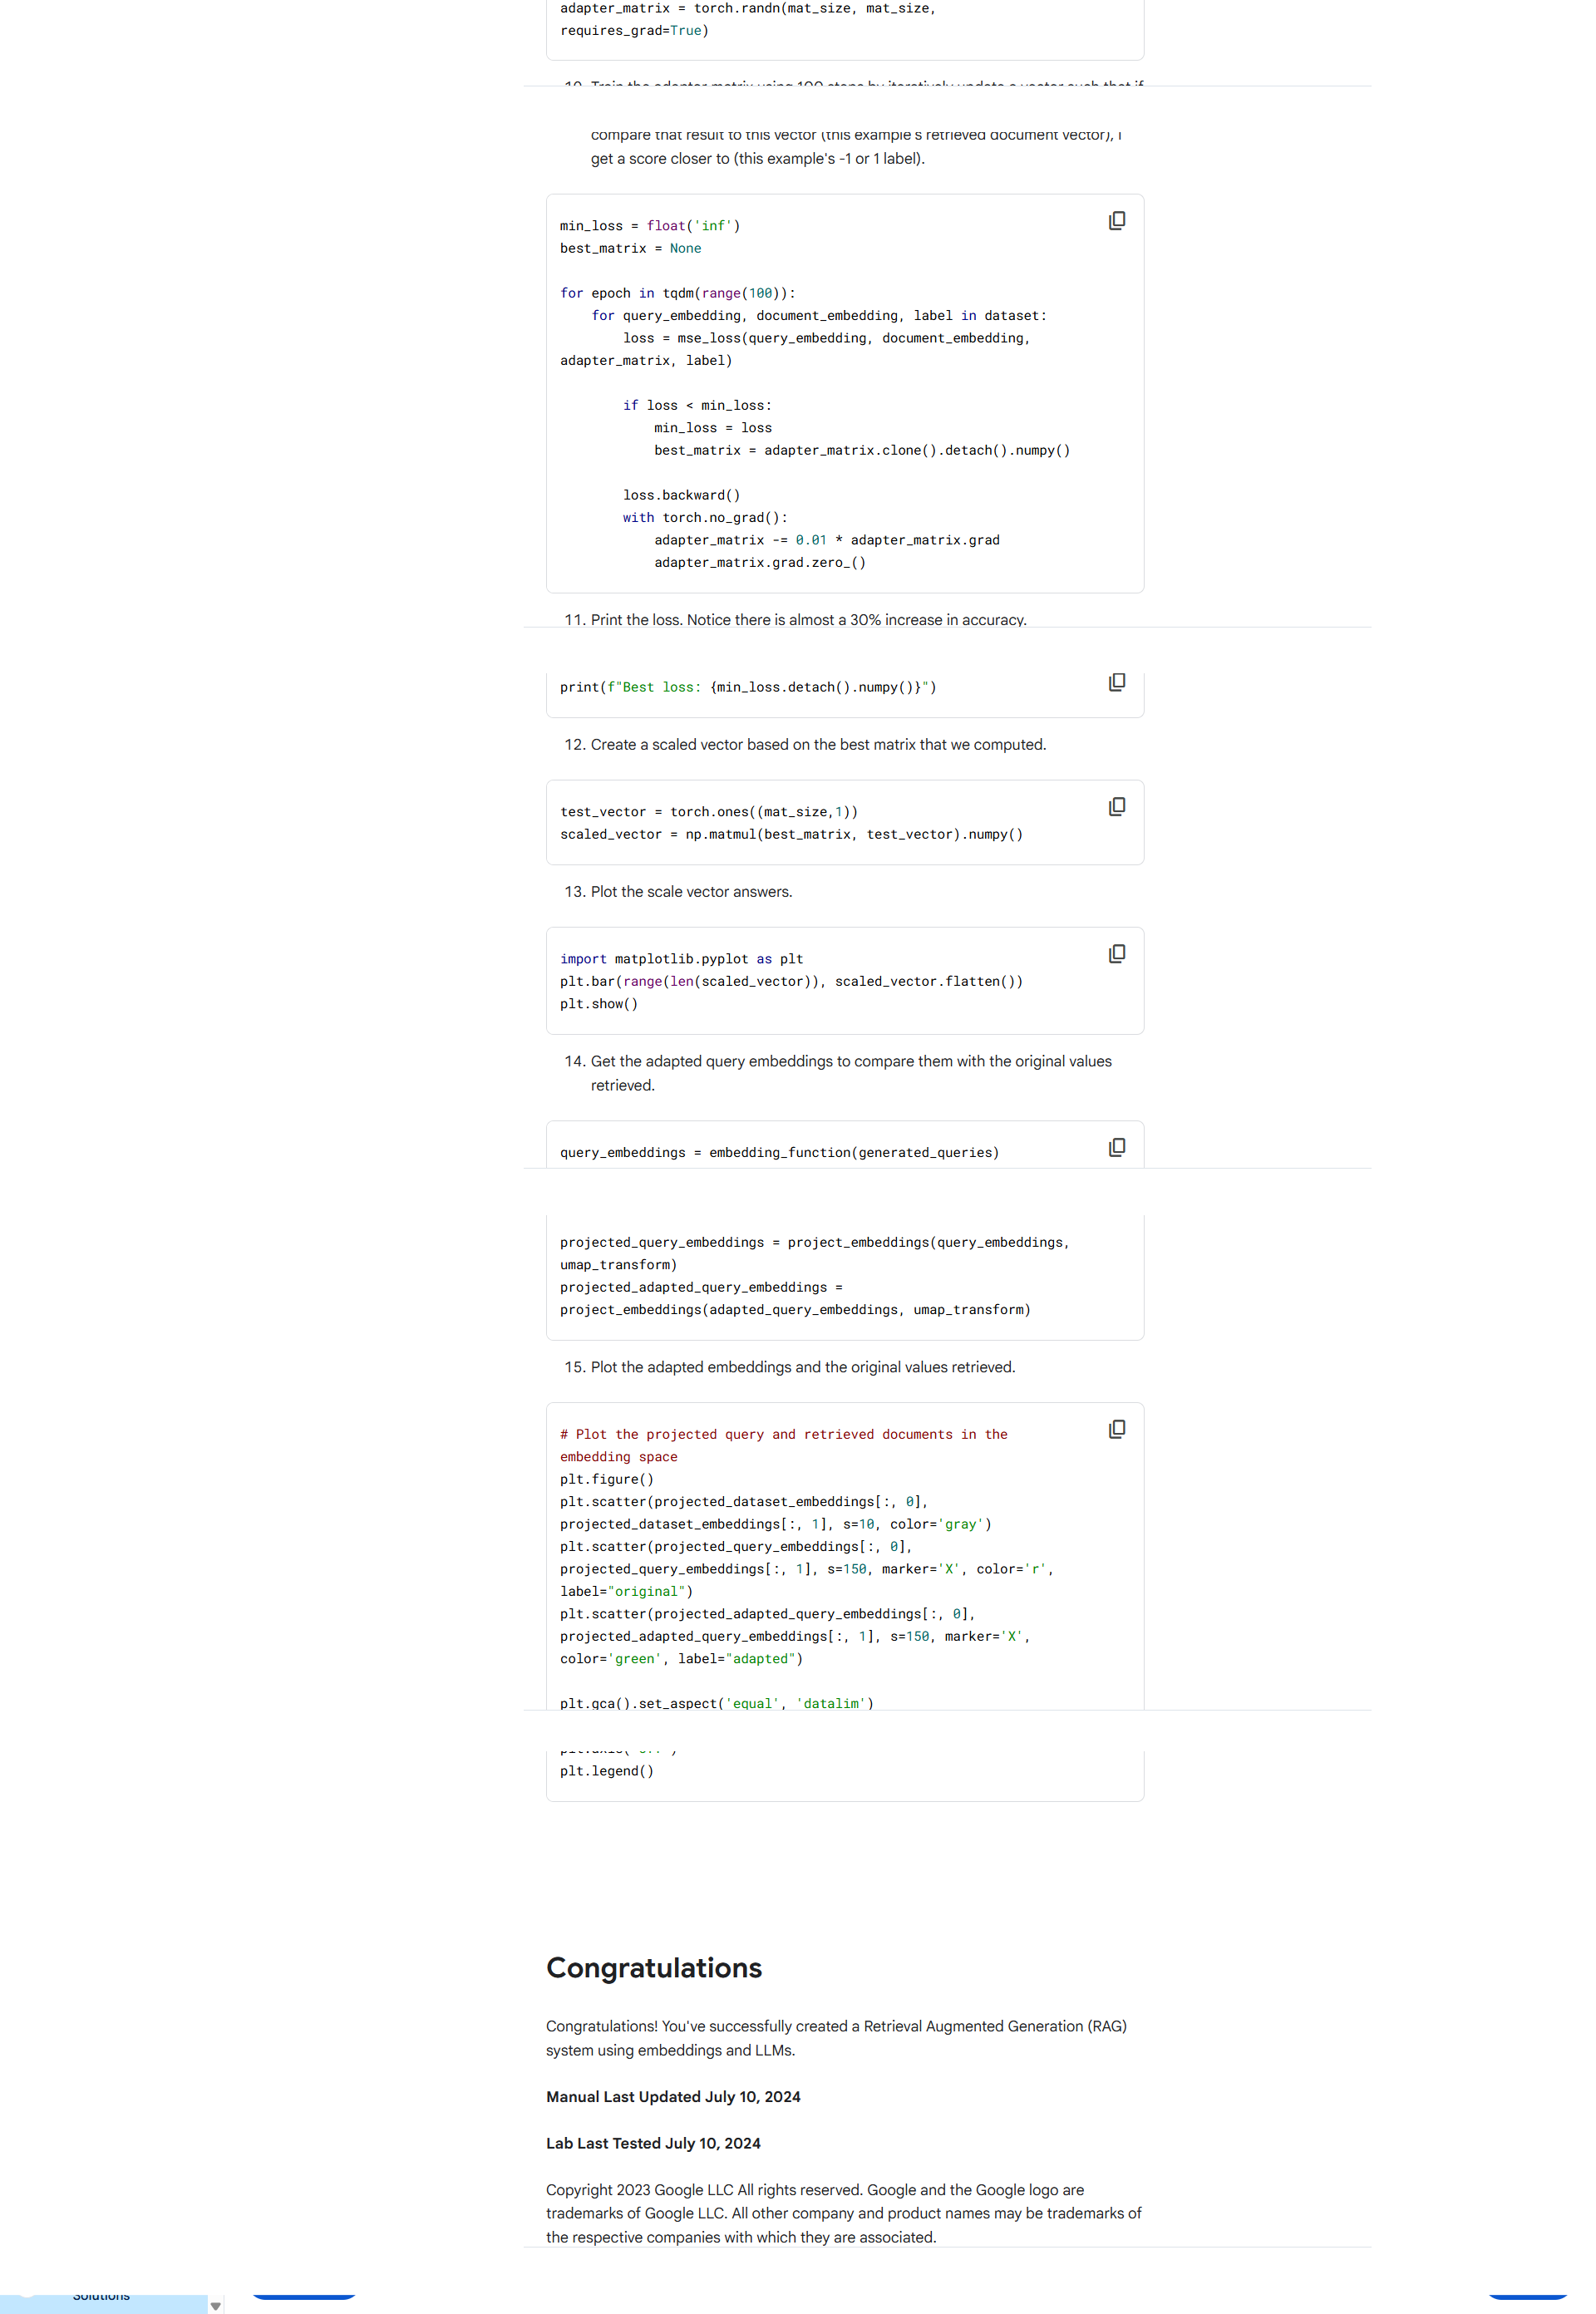 adapter_matrix = torch.randn(mat_size, mat_size,
requires_grad=True)
10. Train the adapter matrix using 100 steps by iteratively update a vector such that if
compare that result to this vector (this example's retrieved document vector), I
get a score closer to (this example's -1 or 1 label).
min_loss = float('inf')
best_matrix = None
for epoch in tqdm(range(100)):
    for query_embedding, document_embedding, label in dataset:
        loss = mse_loss(query_embedding, document_embedding,
adapter_matrix, label)
        if loss < min_loss:
            min_loss = loss
            best_matrix = adapter_matrix.clone().detach().numpy()
        loss.backward()
        with torch.no_grad():
            adapter_matrix -= 0.01 * adapter_matrix.grad
            adapter_matrix.grad.zero_()
11. Print the loss. Notice there is almost a 30% increase in accuracy.
print(f"Best loss: {min_loss.detach().numpy()}")
12. Create a scaled vector based on the best matrix that we computed.
test_vector = torch.ones((mat_size,1))
scaled_vector = np.matmul(best_matrix, test_vector).numpy()
13. Plot the scale vector answers.
import matplotlib.pyplot as plt
plt.bar(range(len(scaled_vector)), scaled_vector.flatten())
plt.show()
14. Get the adapted query embeddings to compare them with the original values
retrieved.
query_embeddings = embedding_function(generated_queries)
projected_query_embeddings = project_embeddings(query_embeddings,
umap_transform)
projected_adapted_query_embeddings =
project_embeddings(adapted_query_embeddings, umap_transform)
15. Plot the adapted embeddings and the original values retrieved.
# Plot the projected query and retrieved documents in the
embedding space
plt.figure()
plt.scatter(projected_dataset_embeddings[:, 0],
projected_dataset_embeddings[:, 1], s=10, color='gray')
plt.scatter(projected_query_embeddings[:, 0],
projected_query_embeddings[:, 1], s=150, marker='X', color='r',
label="original")
plt.scatter(projected_adapted_query_embeddings[:, 0],
projected_adapted_query_embeddings[:, 1], s=150, marker='X',
color='green', label="adapted")
plt.gca().set_aspect('equal', 'datalim')
plt.legend()
Congratulations
Congratulations! You've successfully created a Retrieval Augmented Generation (RAG)
system using embeddings and LLMs.
Manual Last Updated July 10, 2024
Lab Last Tested July 10, 2024
Copyright 2023 Google LLC All rights reserved. Google and the Google logo are
trademarks of Google LLC. All other company and product names may be trademarks of
the respective companies with which they are associated.
Solutions